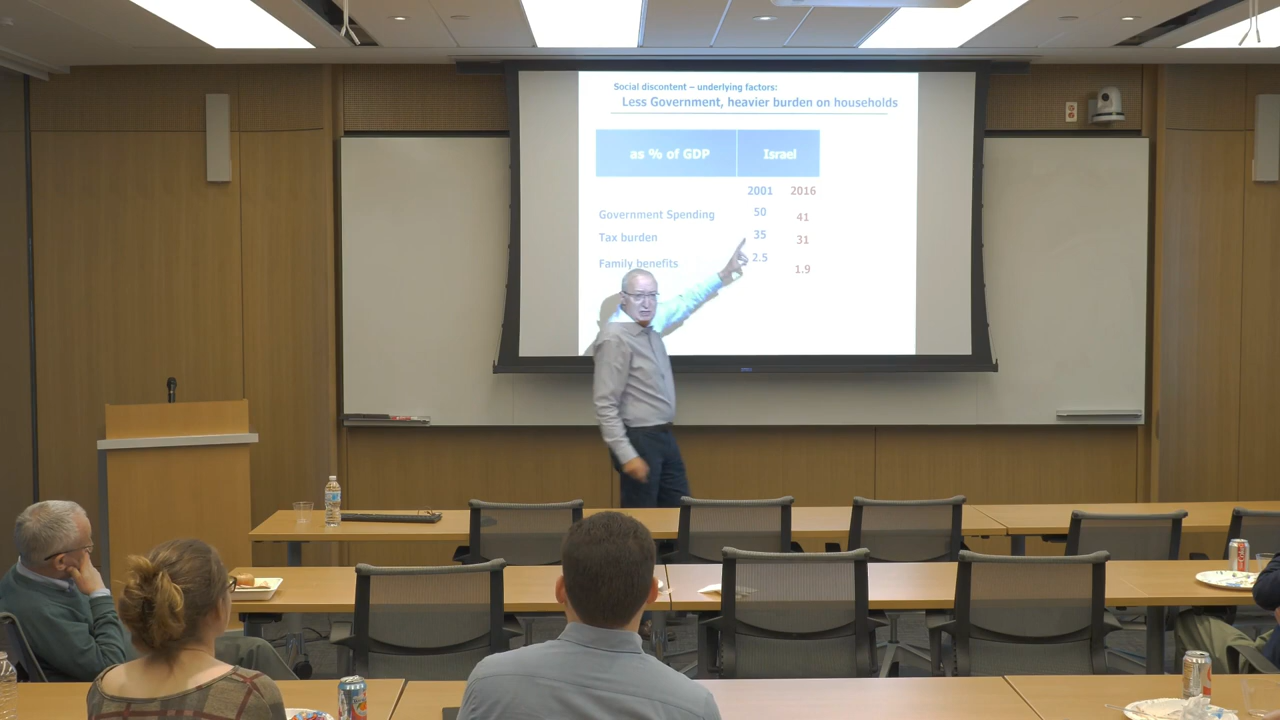 Social discontent – underlying factors:
Less Government, heavier burden on households
as % of GDP Israel
2001 2016
Government Spending 50 41
Tax burden 35 31
Family benefits 2.5 1.9